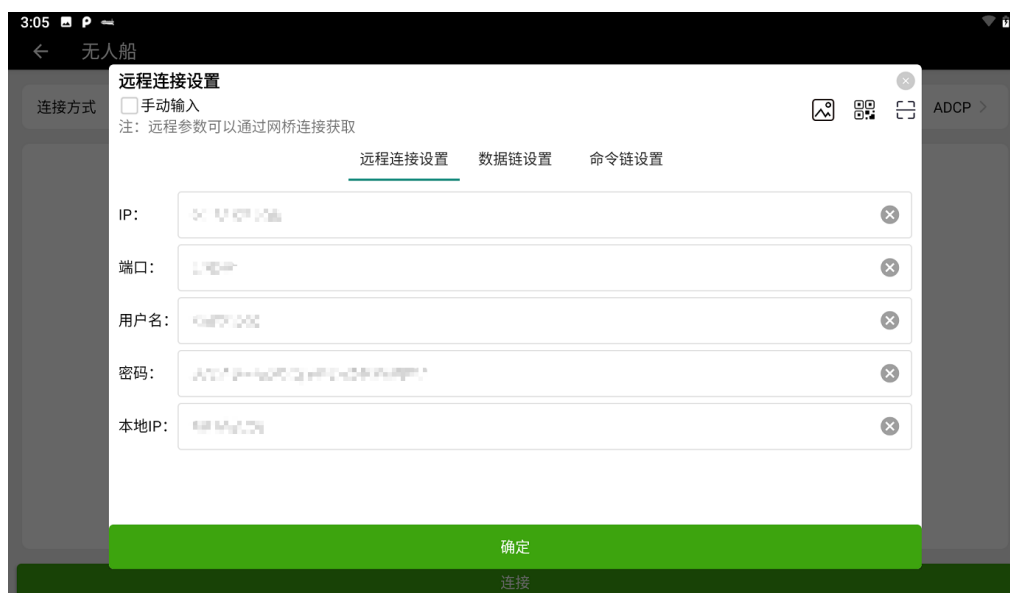 3:05
无人船
远程连接设置
连接方式
手动输入
ADCP
注：远程参数可以通过网桥连接获取
远程连接设置 数据链设置 命令链设置
IP：
端口：
用户名：
密码：
本地IP：
确定
连接